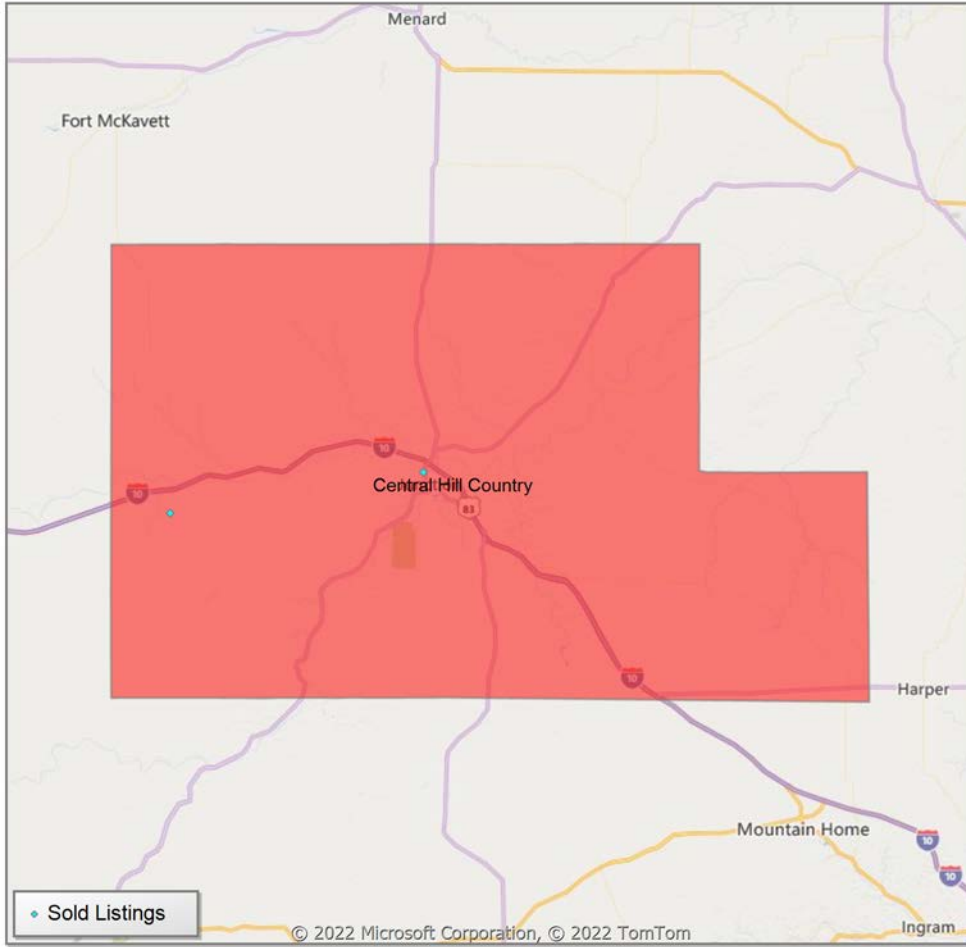 Menard
Fort McKavett
10
10
Central Hill Country
83
10
Harper
Mountain Home
10
10
Sold Listings
Ingram
© 2022 Microsoft Corporation, © 2022 TomTom